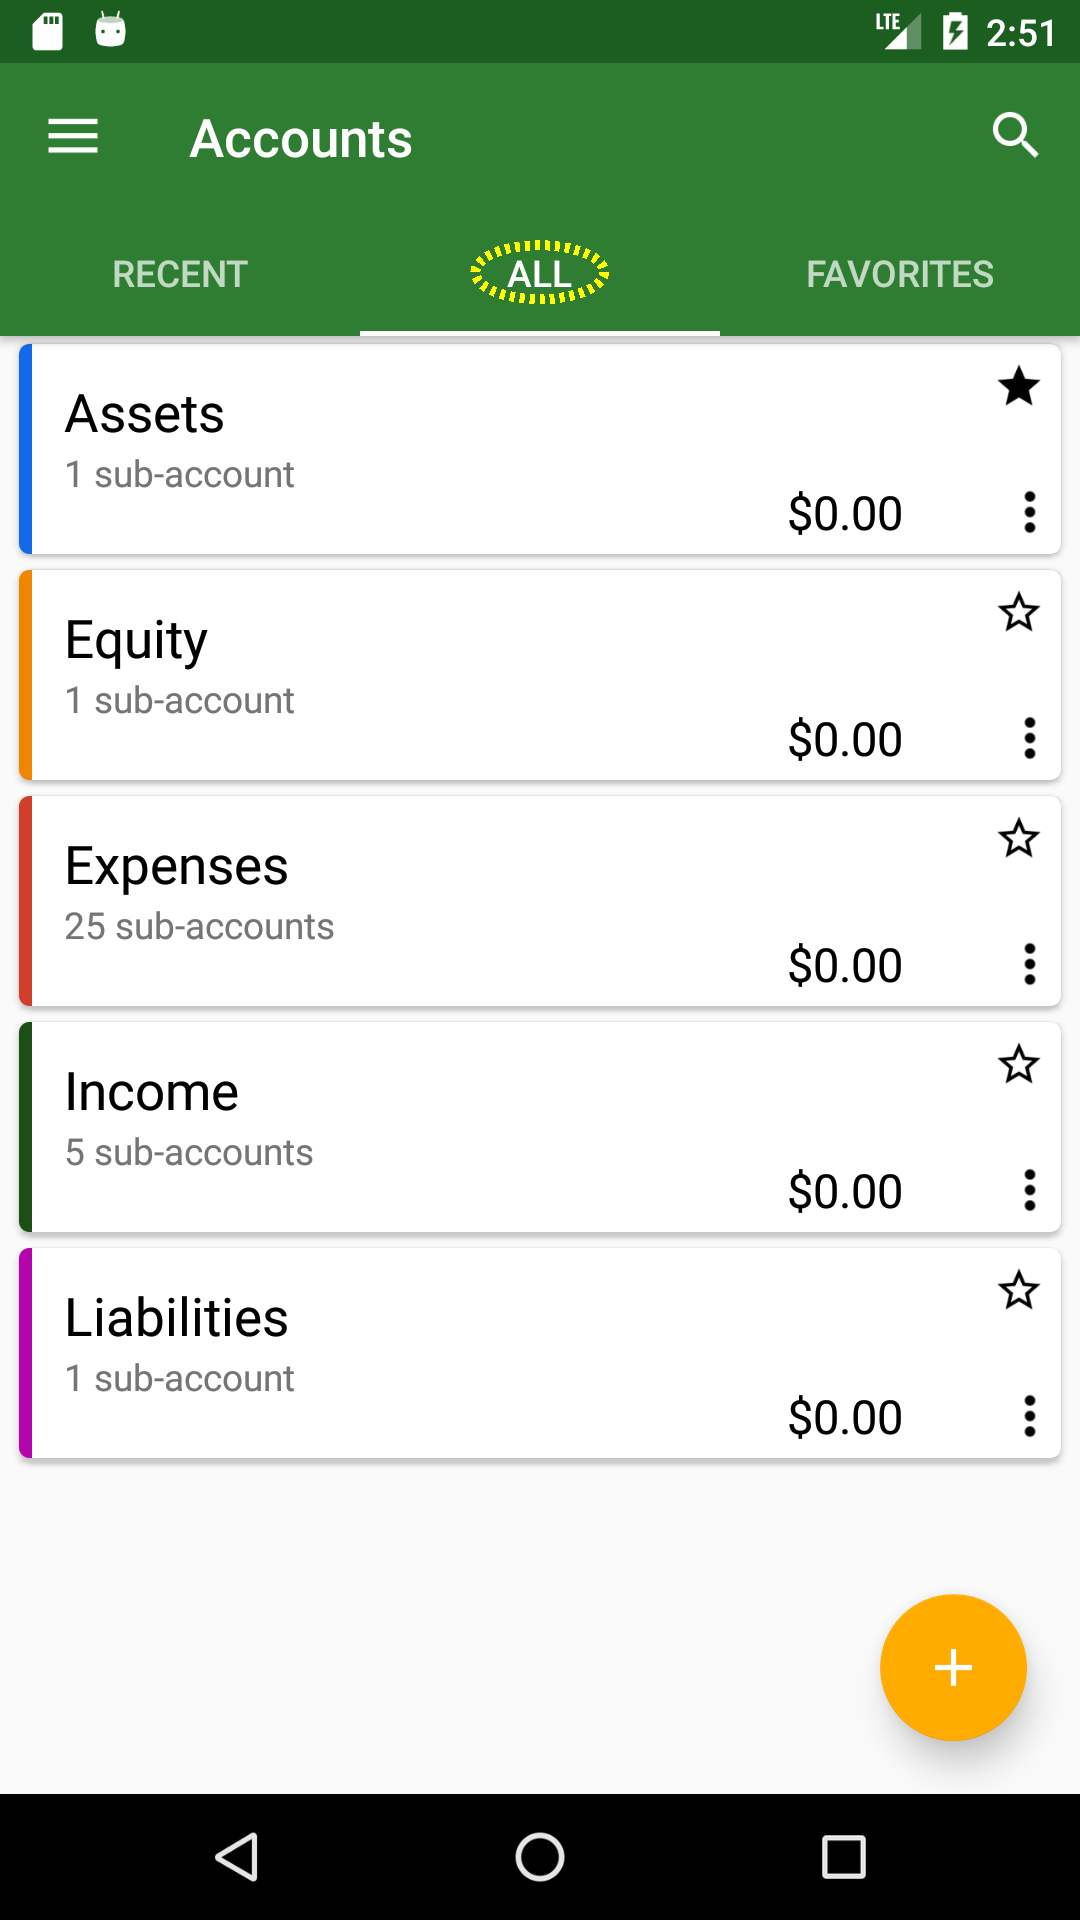 LTE 2:51
Accounts
RECENT ALL FAVORITES
Assets
1 sub-account
$0.00
Equity
1 sub-account
$0.00
Expenses
25 sub-accounts
$0.00
Income
5 sub-accounts
$0.00
Liabilities
1 sub-account
$0.00